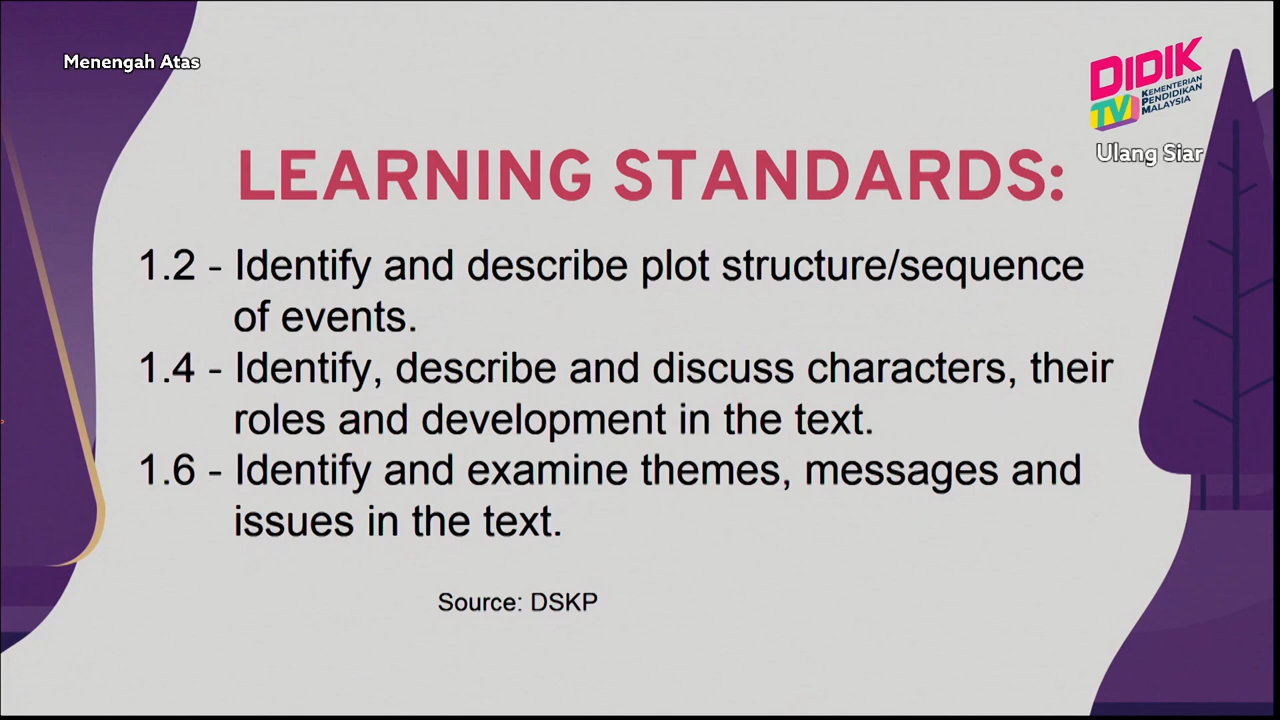 Menengah Atas
DIDIK
TV
KEMENTERIAN
PENDIDIKAN
MALAYSIA
Ulang Siar
LEARNING STANDARDS:
1.2 - Identify and describe plot structure/sequence
of events.
1.4 - Identify, describe and discuss characters, their
roles and development in the text.
1.6 - Identify and examine themes, messages and
issues in the text.
Source: DSKP